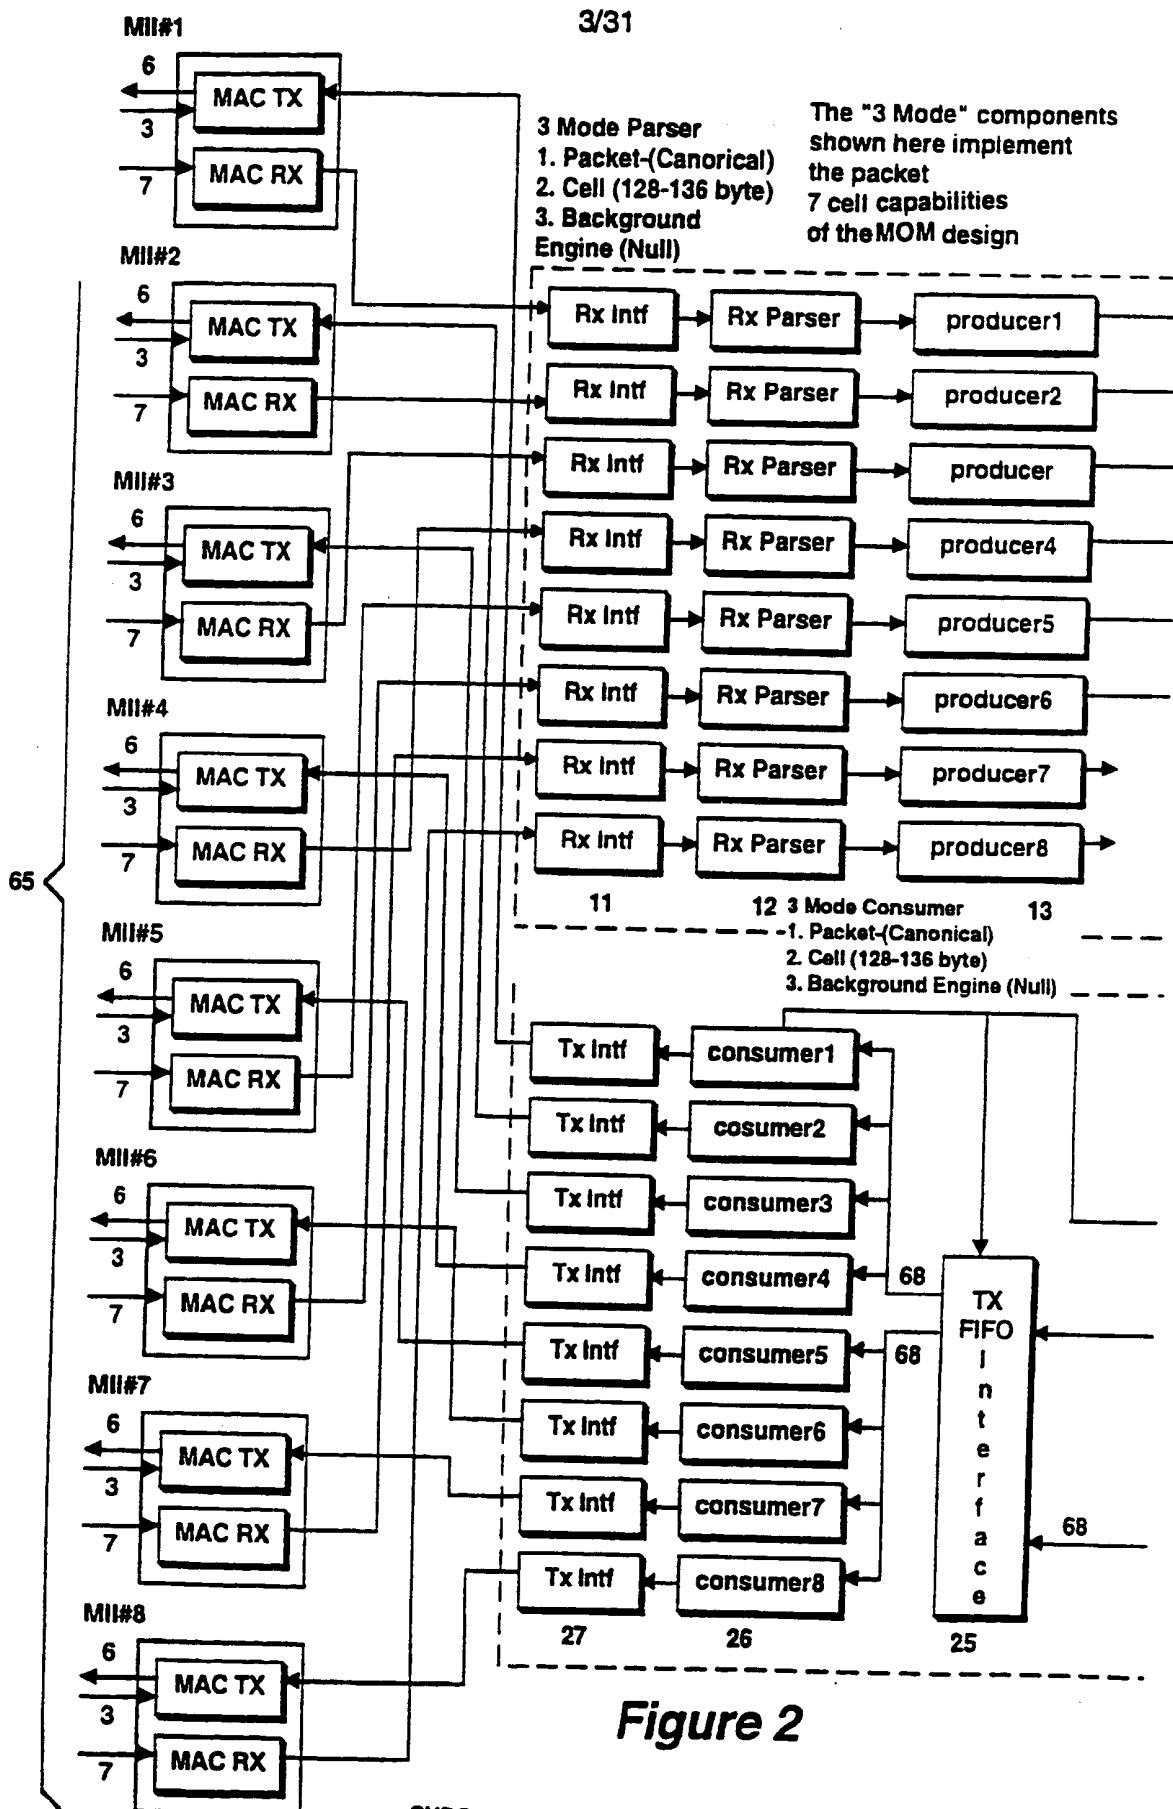 3/31
MII#1
6
MAC TX
3
MAC RX
7
3 Mode Parser
1. Packet-(Canorical)
2. Cell (128-136 byte)
3. Background
Engine (Null)
The "3 Mode" components
shown here implement
the packet
7 cell capabilities
of the MOM design
MII#2
6
MAC TX
3
MAC RX
7
Rx Intf
Rx Parser
producer1
Rx Intf
Rx Parser
producer2
MII#3
6
MAC TX
3
MAC RX
7
Rx Intf
Rx Parser
producer
Rx Intf
Rx Parser
producer4
Rx Intf
Rx Parser
producer5
MII#4
6
MAC TX
3
MAC RX
7
Rx Intf
Rx Parser
producer6
Rx Intf
Rx Parser
producer7
Rx Intf
Rx Parser
producer8
65
11
12
13
3 Mode Consumer
1. Packet-(Canonical)
2. Cell (128-136 byte)
3. Background Engine (Null)
MII#5
6
MAC TX
3
MAC RX
7
Tx Intf
consumer1
Tx Intf
cosumer2
MII#6
6
MAC TX
3
MAC RX
7
Tx Intf
consumer3
Tx Intf
consumer4
68
Tx Intf
consumer5
68
TX
FIFO
Interface
MII#7
6
MAC TX
3
MAC RX
7
Tx Intf
consumer6
Tx Intf
consumer7
68
Tx Intf
consumer8
27
26
25
MII#8
6
MAC TX
3
MAC RX
7
Figure 2